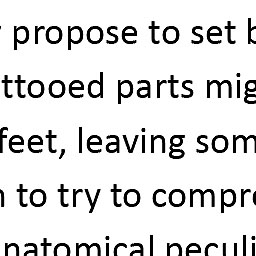 propose to set b
ttooed parts mig
feet, leaving som
n to try to compre
natomical peculi